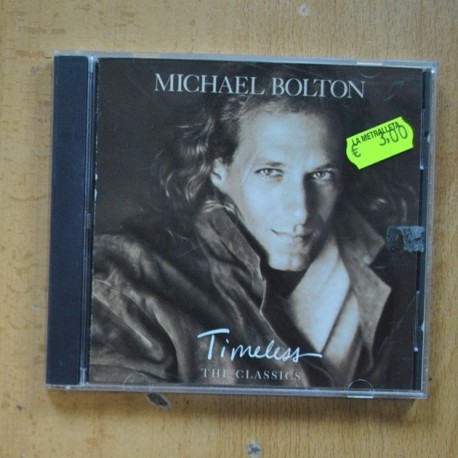 MICHAEL BOLTON
LA METRALLETA
€ 3,00
Timeless
THE CLASSICS